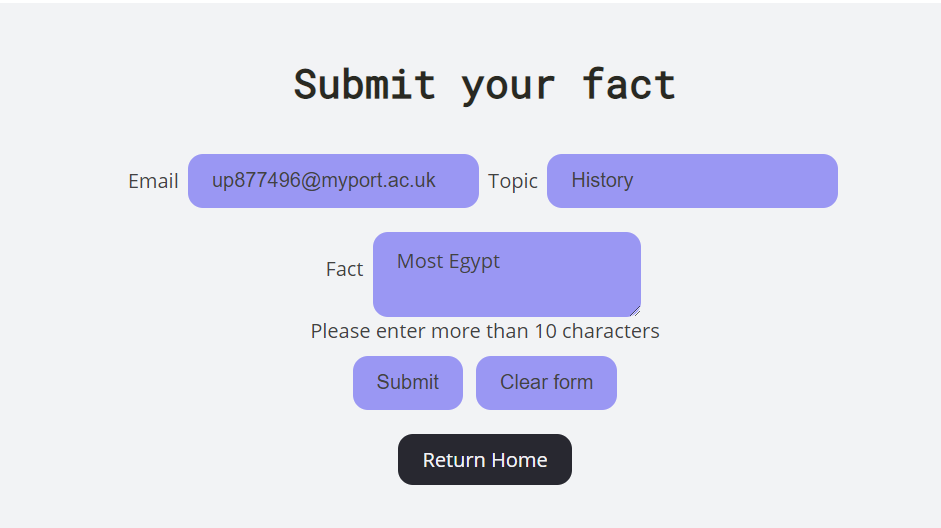 Submit your fact
Email up877496@myport.ac.uk Topic History
Fact Most Egypt
Please enter more than 10 characters
Submit Clear form
Return Home